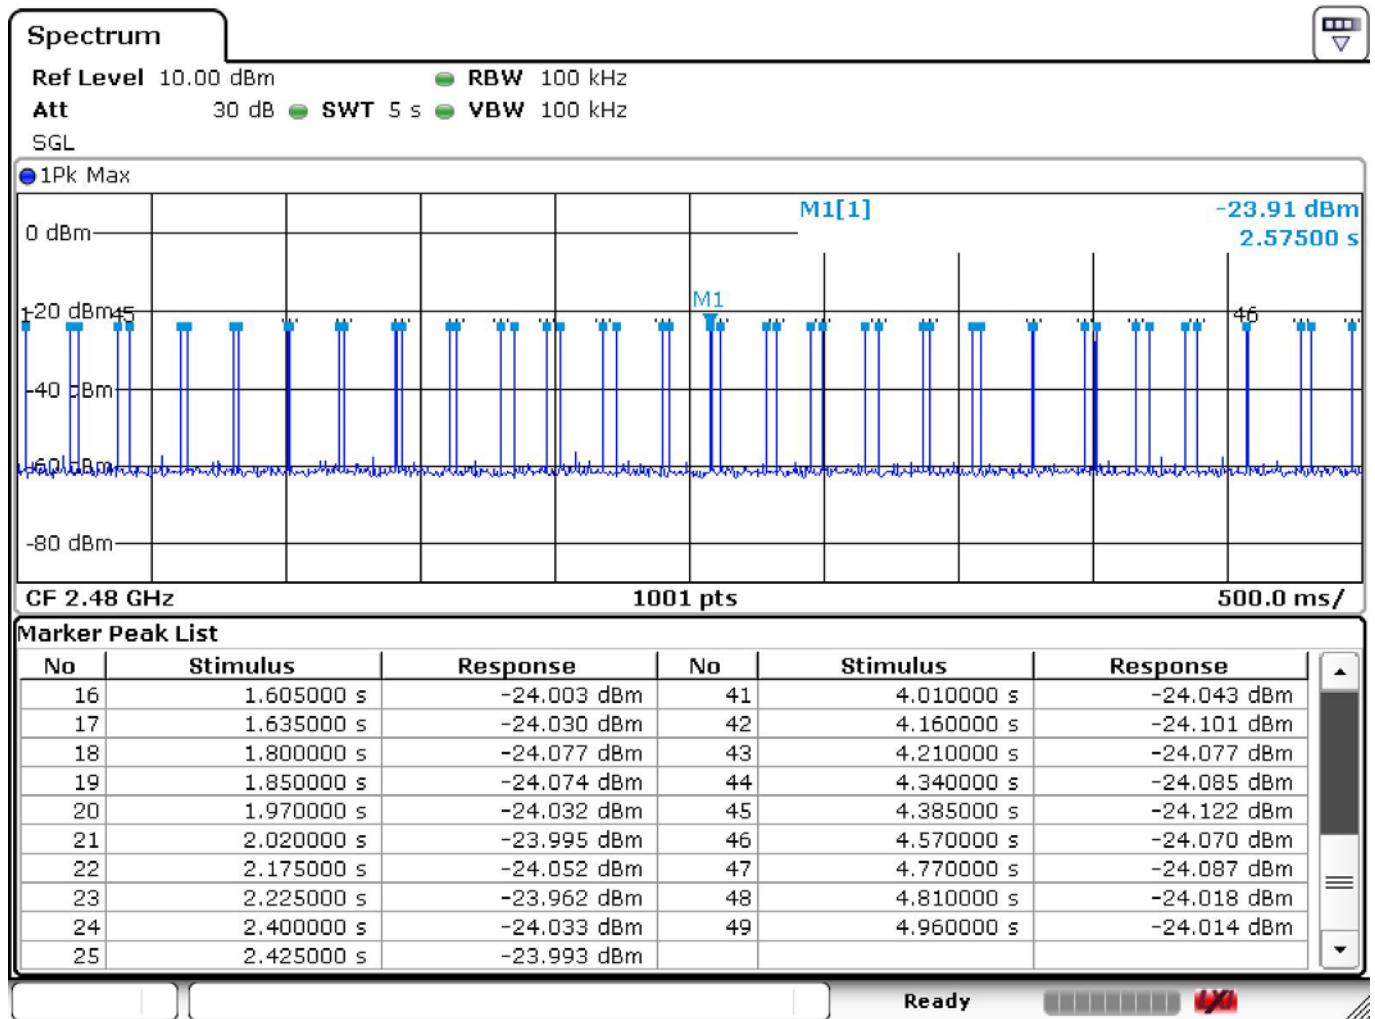 Spectrum
Ref Level 10.00 dBm RBW 100 kHz
Att 30 dB SWT 5 s VBW 100 kHz
SGL
1Pk Max
M1[1] -23.91 dBm
2.57500 s
0 dBm
M1
1 -20 dBm 45 46
-40 dBm
-60 dBm
-80 dBm
CF 2.48 GHz 1001 pts 500.0 ms/
Marker Peak List
No Stimulus Response No Stimulus Response
16 1.605000 s -24.003 dBm 41 4.010000 s -24.043 dBm
17 1.635000 s -24.030 dBm 42 4.160000 s -24.101 dBm
18 1.800000 s -24.077 dBm 43 4.210000 s -24.077 dBm
19 1.850000 s -24.074 dBm 44 4.340000 s -24.085 dBm
20 1.970000 s -24.032 dBm 45 4.385000 s -24.122 dBm
21 2.020000 s -23.995 dBm 46 4.570000 s -24.070 dBm
22 2.175000 s -24.052 dBm 47 4.770000 s -24.087 dBm
23 2.225000 s -23.962 dBm 48 4.810000 s -24.018 dBm
24 2.400000 s -24.033 dBm 49 4.960000 s -24.014 dBm
25 2.425000 s -23.993 dBm
Ready LXI